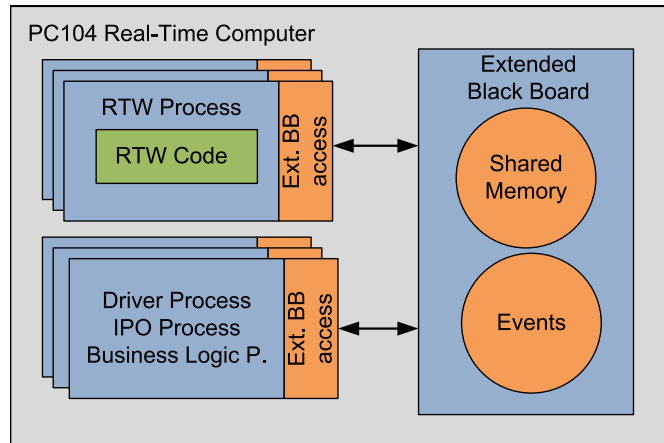 PC104 Real-Time Computer
RTW Process
RTW Code
Ext. BB
access
Driver Process
IPO Process
Business Logic P.
Ext. BB
access
Extended
Black Board
Shared
Memory
Events